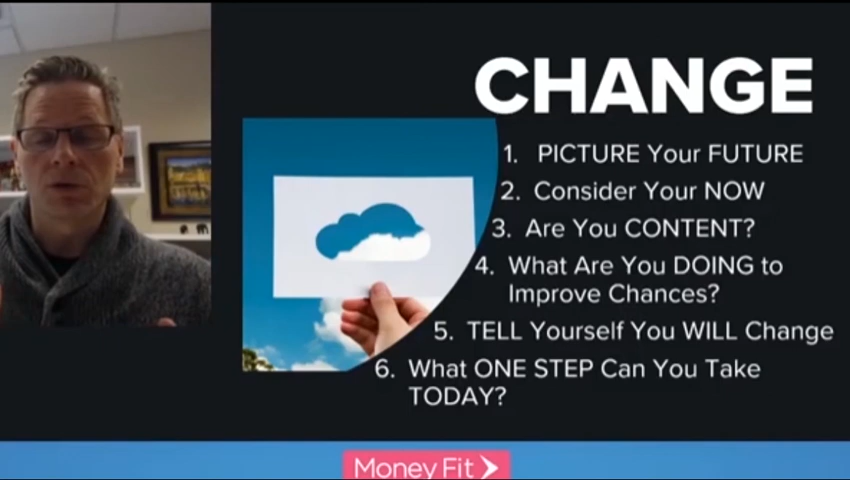 CHANGE
1. PICTURE Your FUTURE
2. Consider Your NOW
3. Are You CONTENT?
4. What Are You DOING to
Improve Chances?
5. TELL Yourself You WILL Change
6. What ONE STEP Can You Take
TODAY?
Money Fit